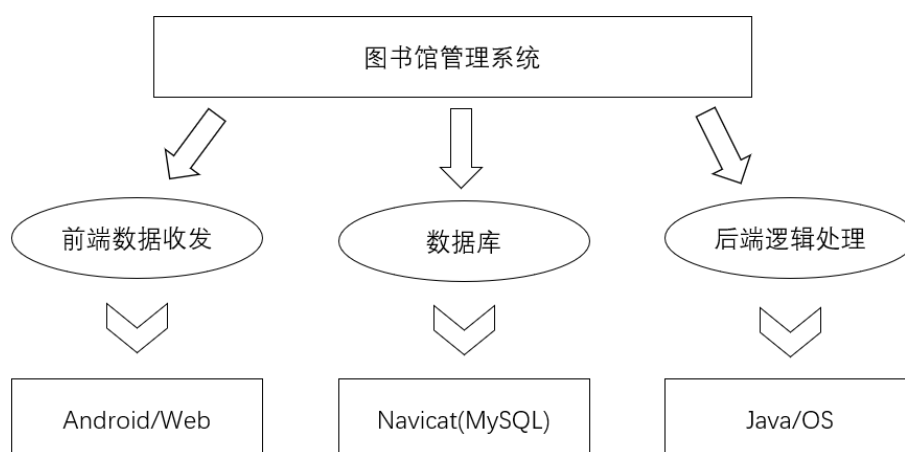 图书馆管理系统
前端数据收发
数据库
后端逻辑处理
Android/Web
Navicat(MySQL)
Java/OS